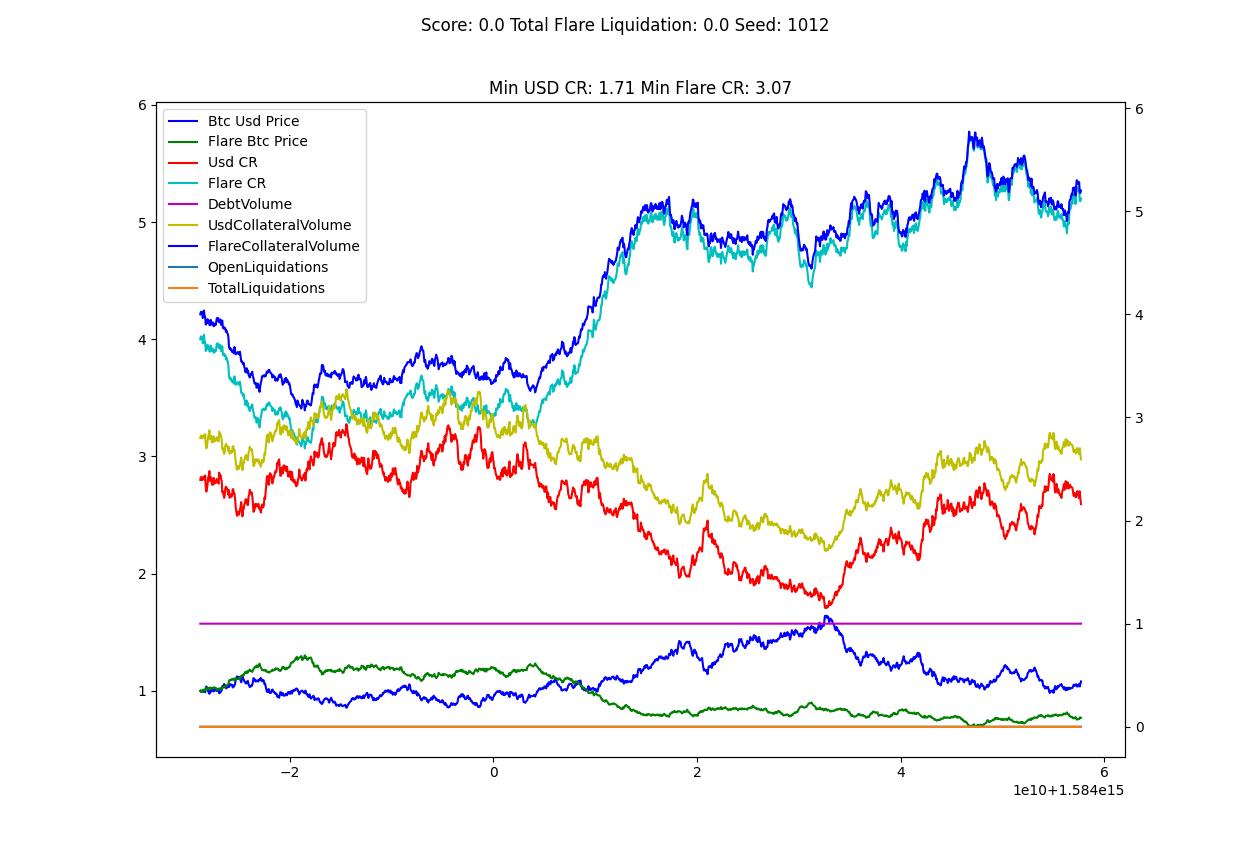 Score: 0.0 Total Flare Liquidation: 0.0 Seed: 1012
Min USD CR: 1.71 Min Flare CR: 3.07
Btc Usd Price
Flare Btc Price
Usd CR
Flare CR
DebtVolume
UsdCollateralVolume
FlareCollateralVolume
OpenLiquidations
TotalLiquidations
6
5
4
3
2
1
6
5
4
3
2
1
0
−2
0
2
4
6
1e10+1.584e15